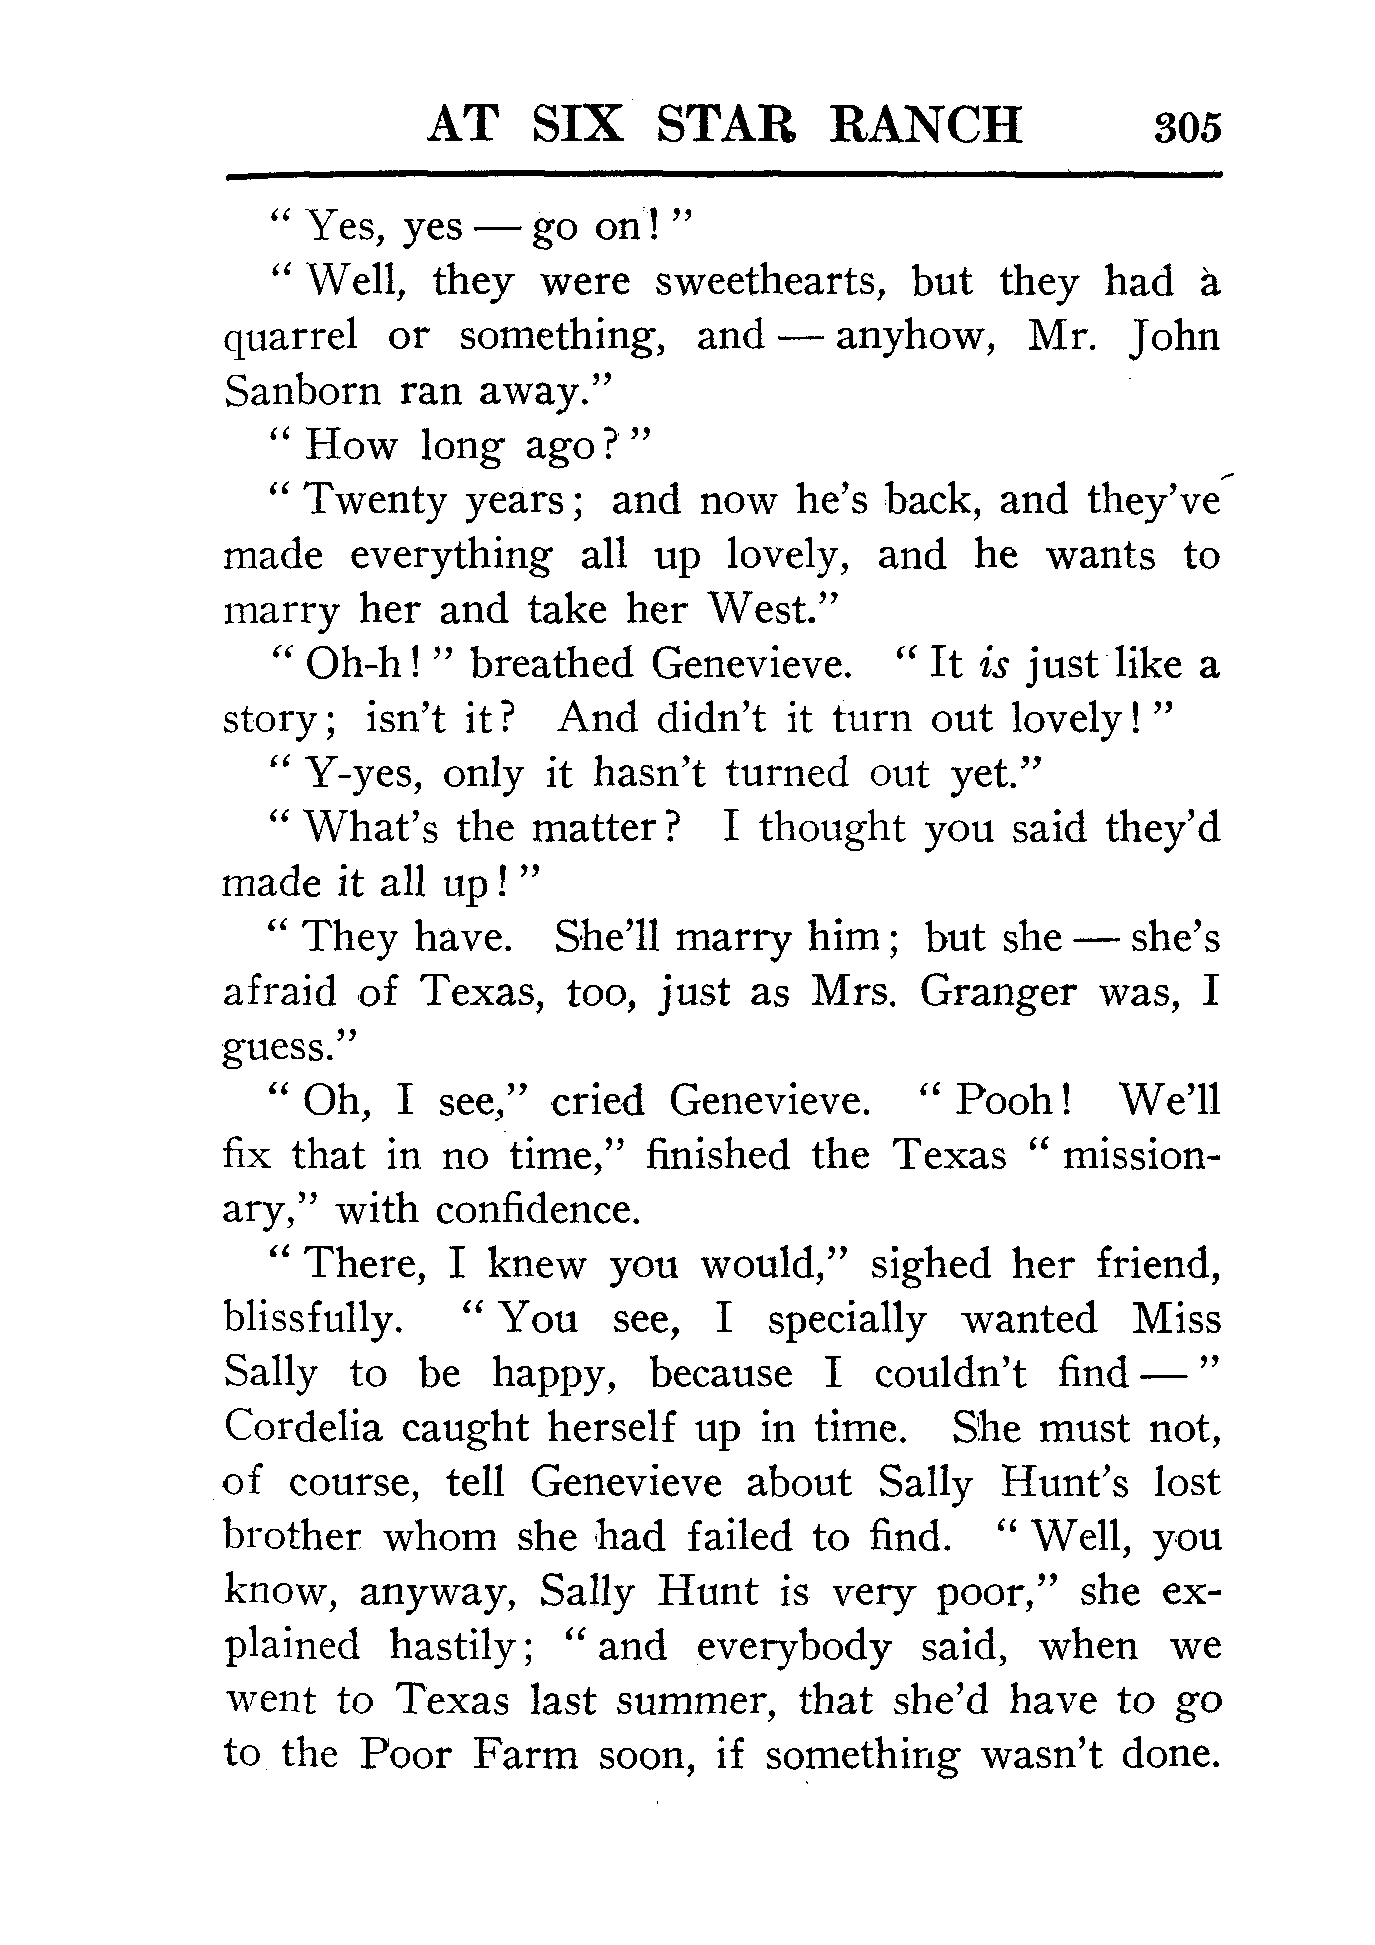 AT SIX STAR RANCH 305
“ Yes, yes — go on! ”
“ Well, they were sweethearts, but they had a
quarrel or something, and — anyhow, Mr. John
Sanborn ran away.”
“ How long ago? ”
“ Twenty years; and now he’s back, and they’ve
made everything all up lovely, and he wants to
marry her and take her West.”
“ Oh-h! ” breathed Genevieve. “ It is just like a
story; isn’t it? And didn’t it turn out lovely! ”
“ Y-yes, only it hasn’t turned out yet.”
“ What’s the matter? I thought you said they’d
made it all up! ”
“ They have. She’ll marry him; but she — she’s
afraid of Texas, too, just as Mrs. Granger was, I
guess.”
“ Oh, I see,” cried Genevieve. “ Pooh! We’ll
fix that in no time,” finished the Texas “ mission-
ary,” with confidence.
“ There, I knew you would,” sighed her friend,
blissfully. “ You see, I specially wanted Miss
Sally to be happy, because I couldn’t find — ”
Cordelia caught herself up in time. She must not,
of course, tell Genevieve about Sally Hunt’s lost
brother whom she had failed to find. “ Well, you
know, anyway, Sally Hunt is very poor,” she ex-
plained hastily; “ and everybody said, when we
went to Texas last summer, that she’d have to go
to the Poor Farm soon, if something wasn’t done.